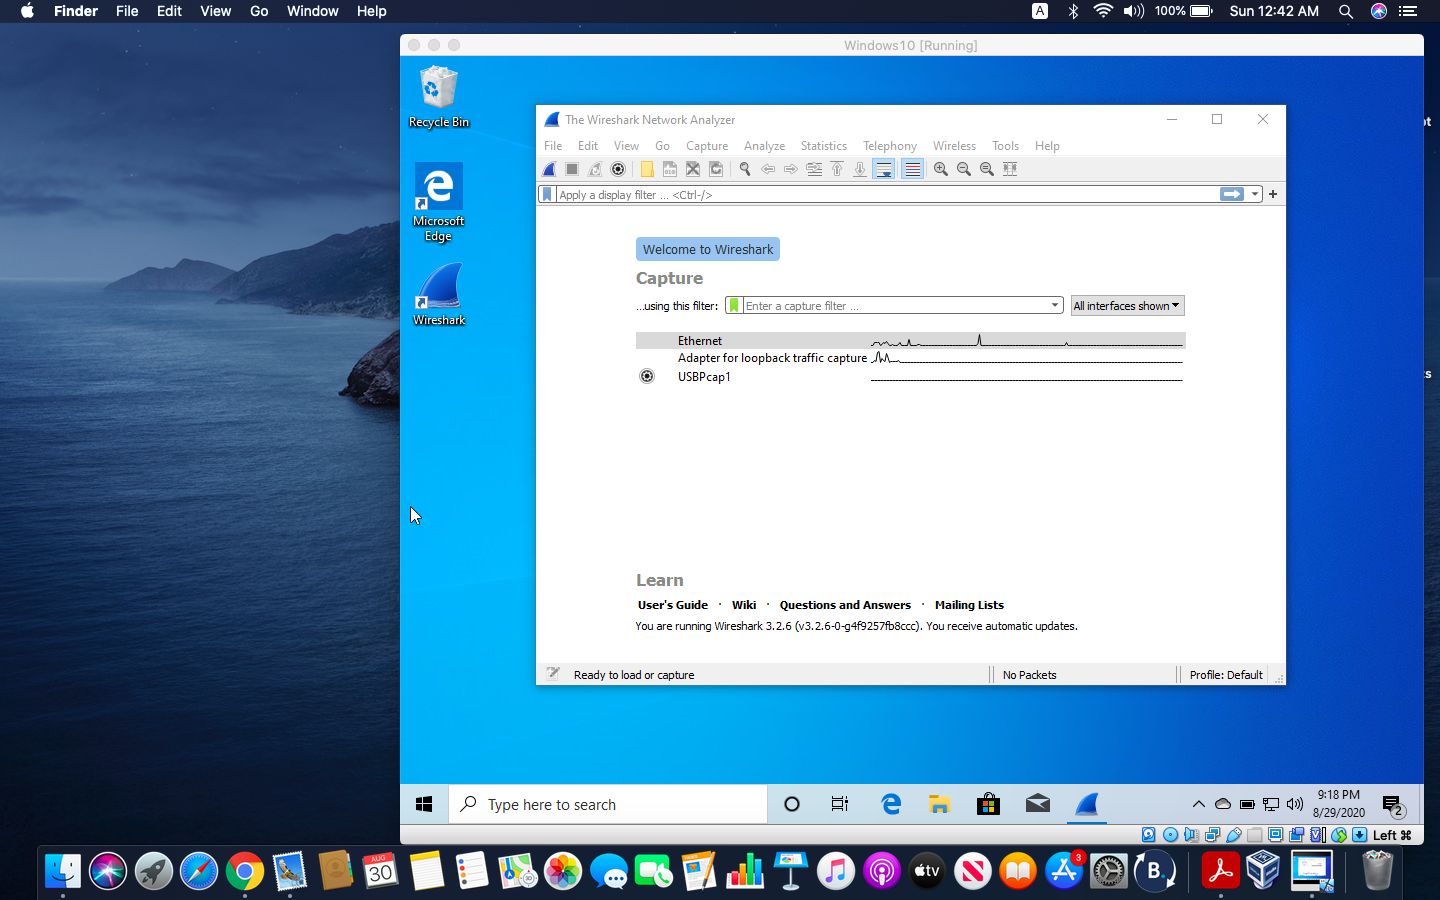 Finder File Edit View Go Window Help A 100% Sun 12:42 AM
Windows10 [Running]
Recycle Bin
Microsoft
Edge
Wireshark
The Wireshark Network Analyzer
File Edit View Go Capture Analyze Statistics Telephony Wireless Tools Help
Apply a display filter ... <Ctrl-/>
Welcome to Wireshark
Capture
...using this filter: Enter a capture filter ... All interfaces shown
Ethernet
Adapter for loopback traffic capture
USBPcap1
Learn
User's Guide · Wiki · Questions and Answers · Mailing Lists
You are running Wireshark 3.2.6 (v3.2.6-0-g4f9257fb8ccc). You receive automatic updates.
Ready to load or capture No Packets Profile: Default
Type here to search
9:18 PM
8/29/2020
2
Left ⌘
AUG
30
tv
3
B.